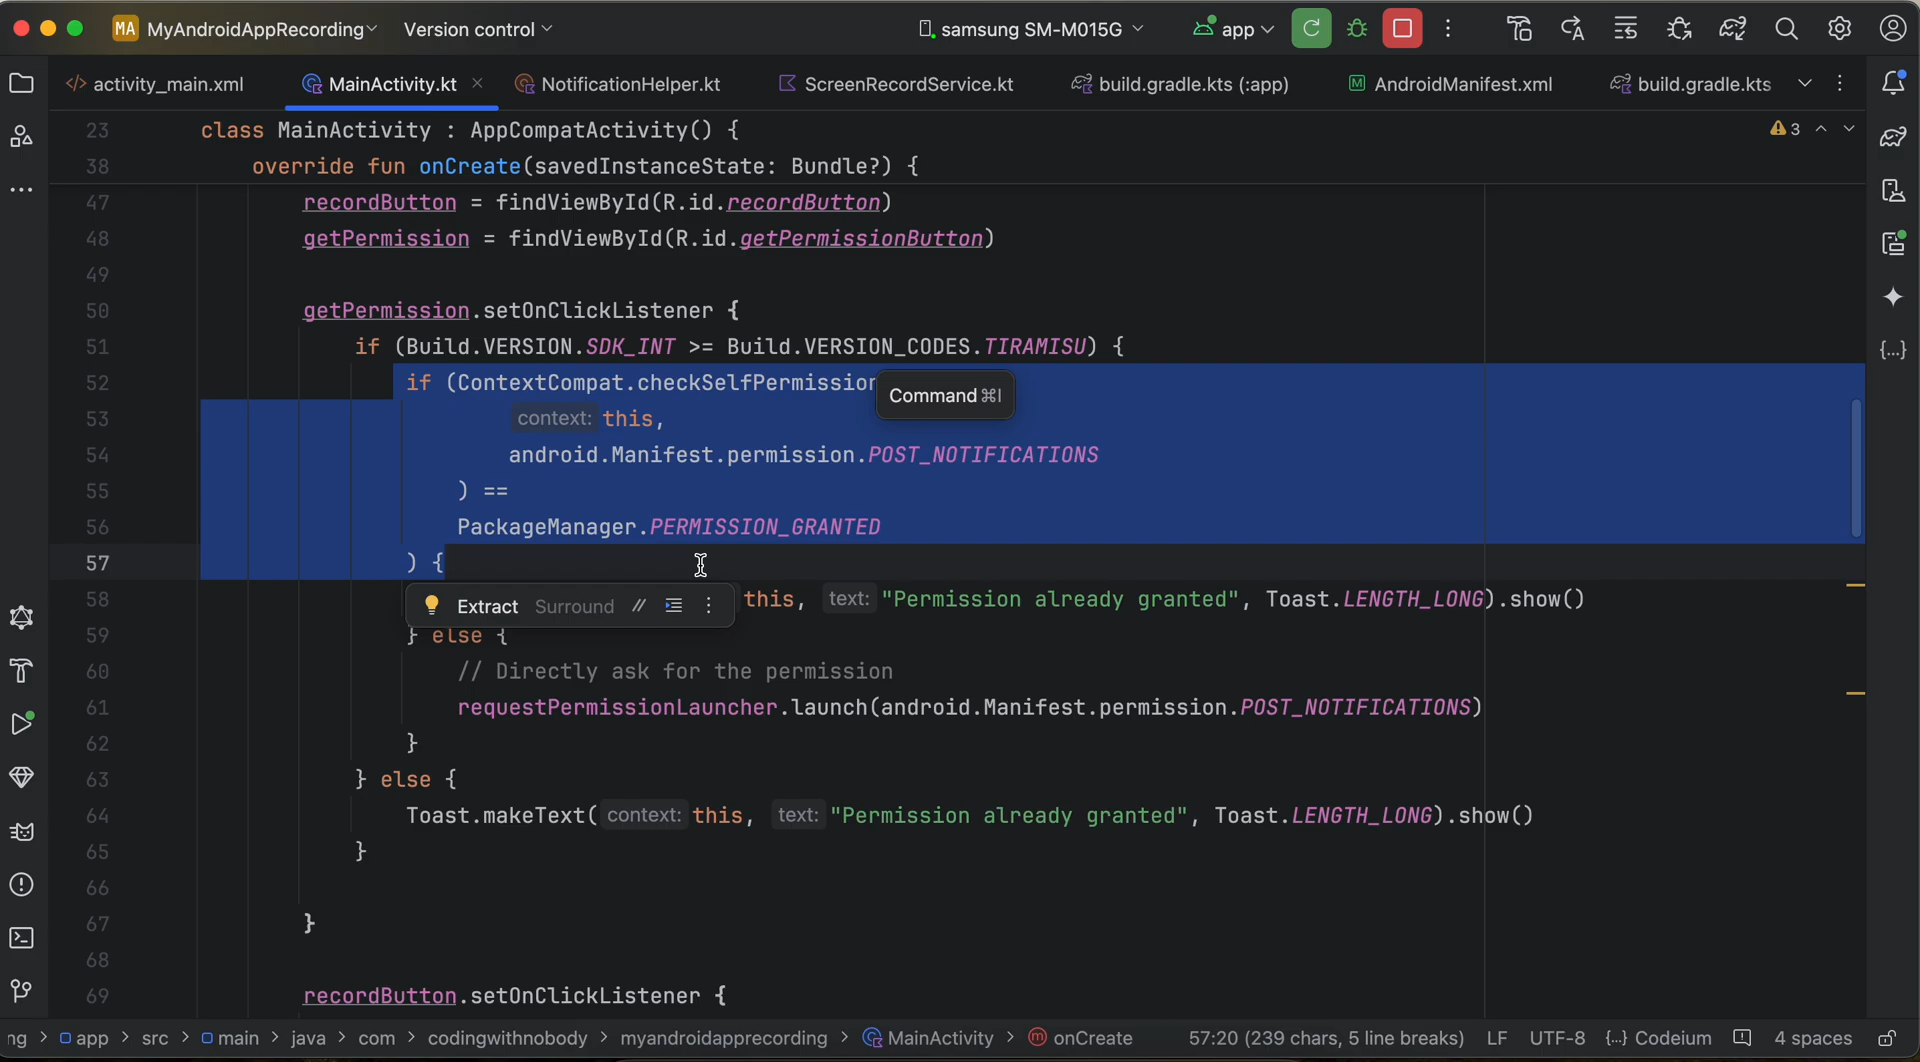 MA MyAndroidAppRecording Version control samsung SM-M015G app
activity_main.xml MainActivity.kt NotificationHelper.kt ScreenRecordService.kt build.gradle.kts (:app) AndroidManifest.xml build.gradle.kts
23 class MainActivity : AppCompatActivity() { 3
38 override fun onCreate(savedInstanceState: Bundle?) {
47 recordButton = findViewById(R.id.recordButton)
48 getPermission = findViewById(R.id.getPermissionButton)
49
50 getPermission.setOnClickListener {
51 if (Build.VERSION.SDK_INT >= Build.VERSION_CODES.TIRAMISU) {
52 if (ContextCompat.checkSelfPermission
Command ⌘I
53 context: this,
54 android.Manifest.permission.POST_NOTIFICATIONS
55 ) ==
56 PackageManager.PERMISSION_GRANTED
57 ) {
58 this, text: "Permission already granted", Toast.LENGTH_LONG).show()
Extract Surround //
59 } else {
60 // Directly ask for the permission
61 requestPermissionLauncher.launch(android.Manifest.permission.POST_NOTIFICATIONS)
62 }
63 } else {
64 Toast.makeText( context: this, text: "Permission already granted", Toast.LENGTH_LONG).show()
65 }
66
67 }
68
69 recordButton.setOnClickListener {
ng > app > src > main > java > com > codingwithnobody > myandroidapprecording > MainActivity > onCreate 57:20 (239 chars, 5 line breaks) LF UTF-8 {...} Codeium 4 spaces